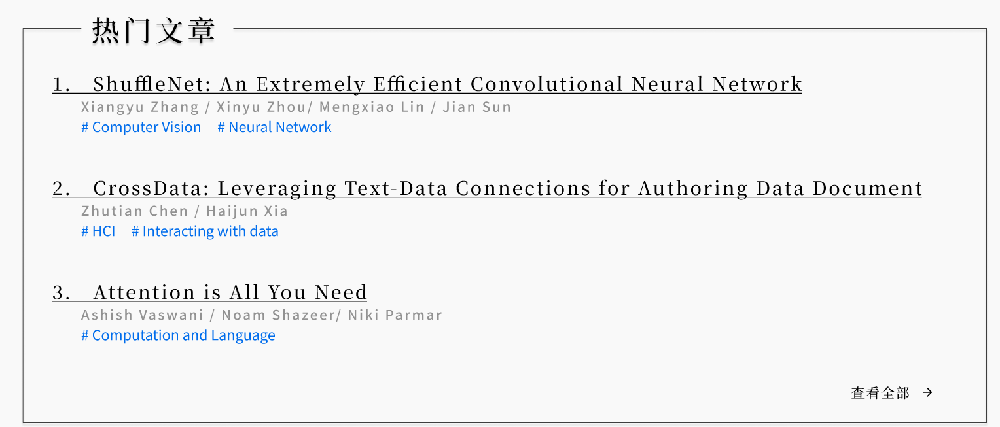 热门文章
1. ShuffleNet: An Extremely Efficient Convolutional Neural Network
Xiangyu Zhang / Xinyu Zhou/ Mengxiao Lin / Jian Sun
# Computer Vision # Neural Network
2. CrossData: Leveraging Text-Data Connections for Authoring Data Document
Zhutian Chen / Haijun Xia
# HCI # Interacting with data
3. Attention is All You Need
Ashish Vaswani / Noam Shazeer/ Niki Parmar
# Computation and Language
查看全部 →